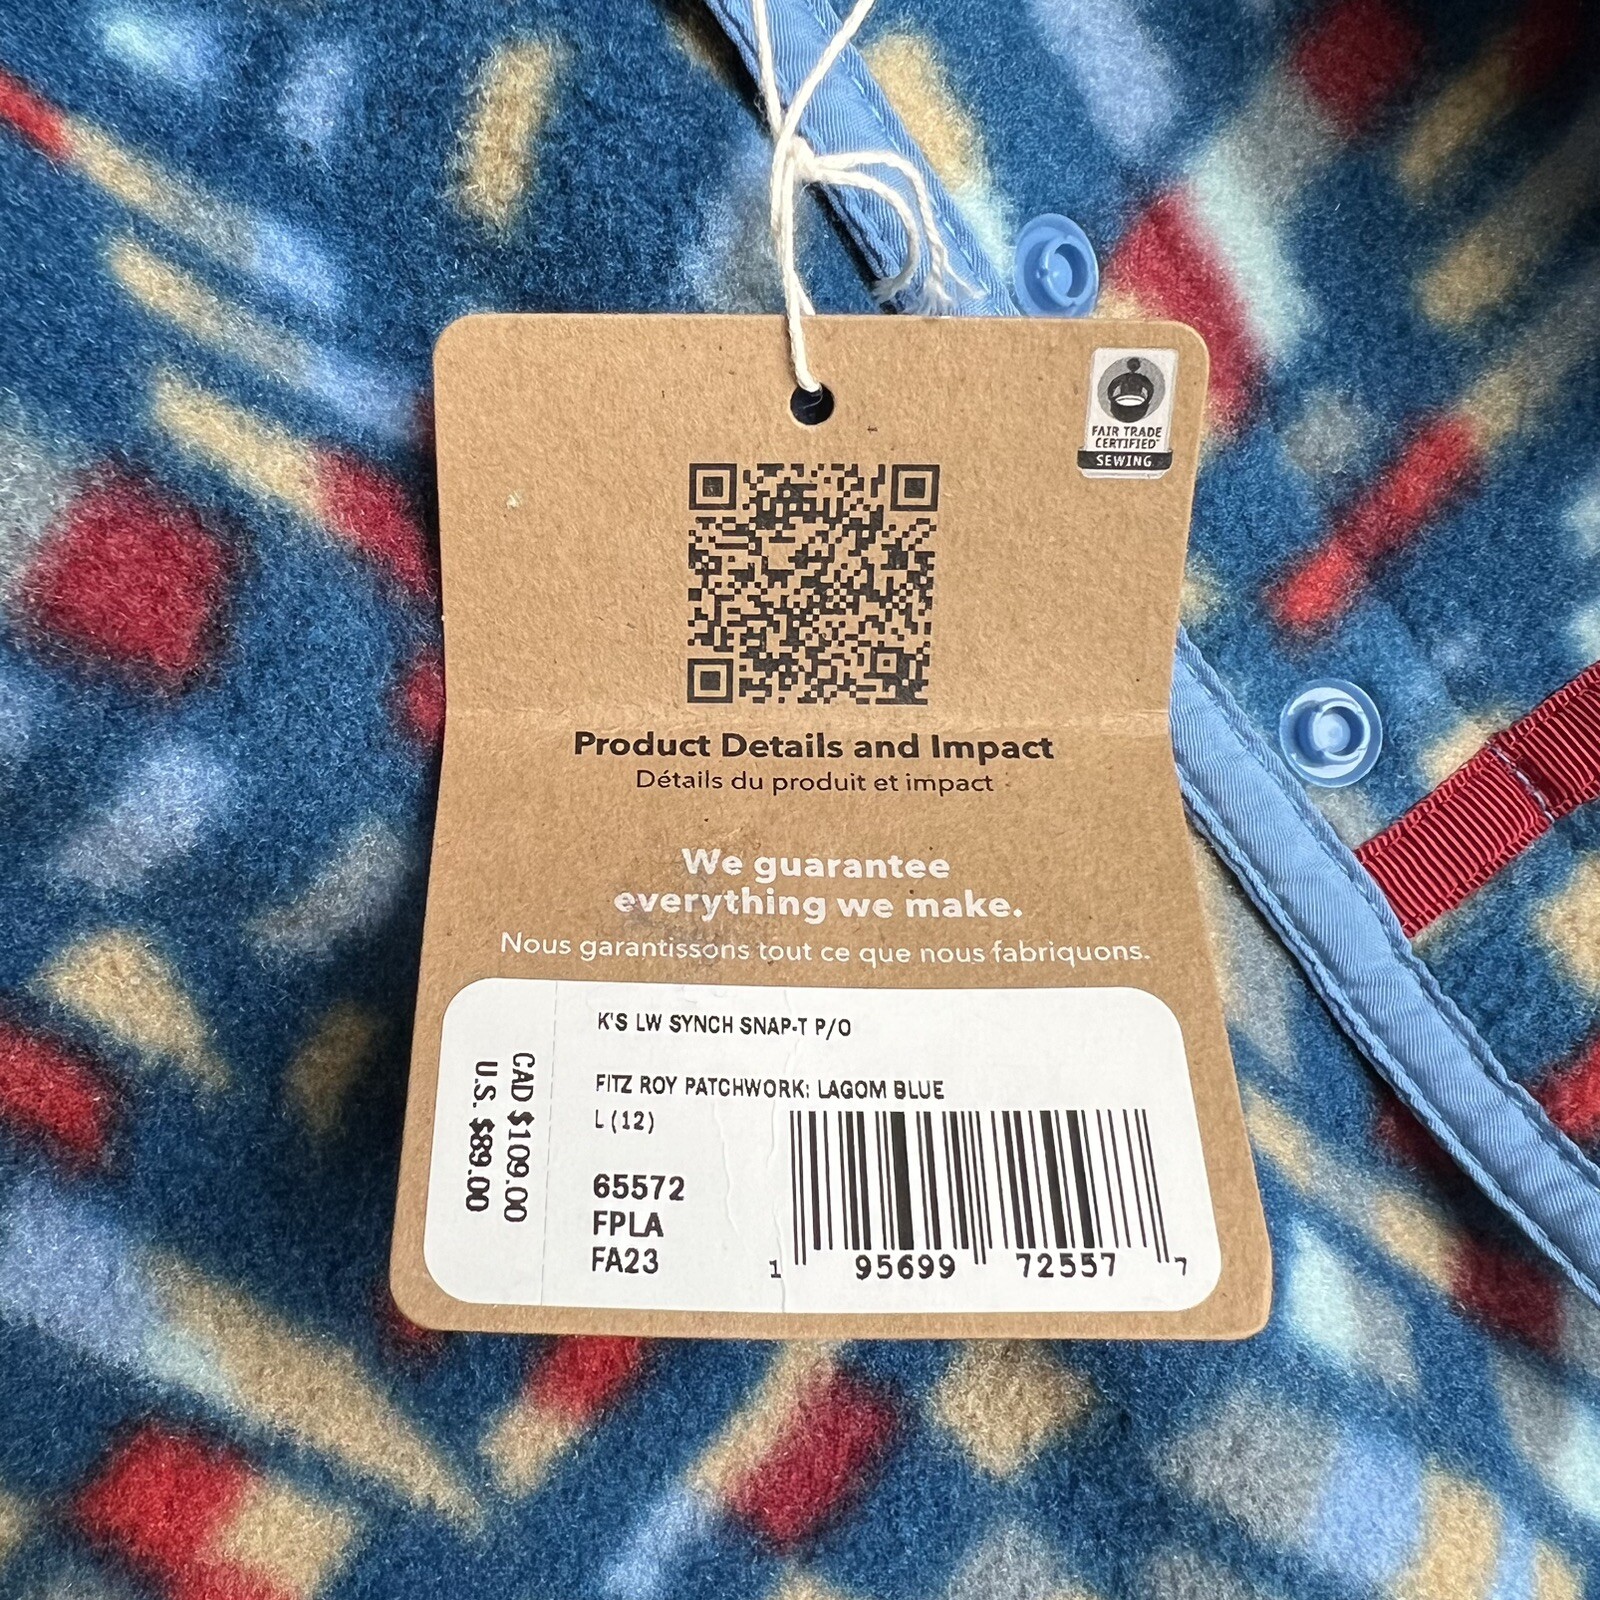 FAIR TRADE
CERTIFIED™
SEWING
Product Details and Impact
Détails du produit et impact
We guarantee
everything we make.
Nous garantissons tout ce que nous fabriquons.
K'S LW SYNCH SNAP-T P/O
FITZ ROY PATCHWORK: LAGOM BLUE
L (12)
65572
FPLA
FA23
CAD $109.00
U.S. $89.00
1 95699 72557 7